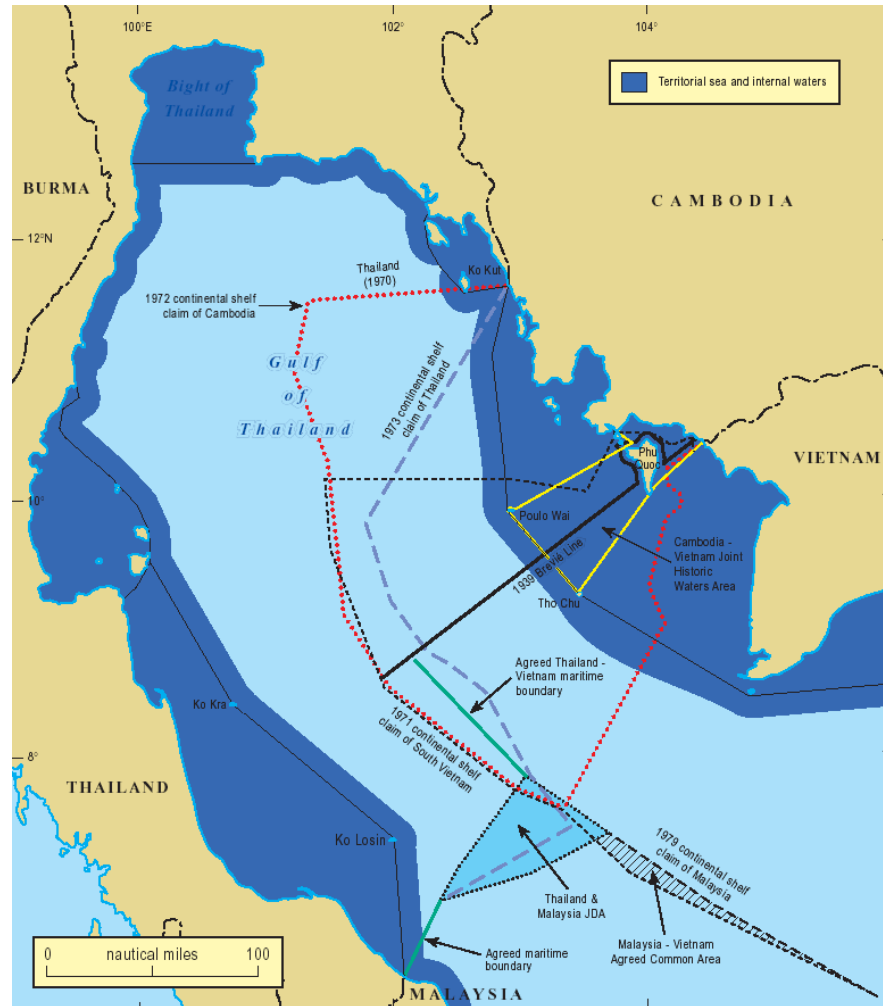 100°E
102°
104°
Territorial sea and internal waters
Bight of
Thailand
BURMA
CAMBODIA
12°N
Ko Kut
Thailand
(1970)
1972 continental shelf
claim of Cambodia
Gulf
of
Thailand
1973 continental shelf
claim of Thailand
Phu
Quoc
VIETNAM
10°
Poulo Wai
Cambodia -
Vietnam Joint
Historic
Waters Area
1939 Brevié Line
Tho Chu
Agreed Thailand -
Vietnam maritime
boundary
Ko Kra
1971 continental shelf
claim of South Vietnam
8°
THAILAND
Ko Losin
1979 continental shelf
claim of Malaysia
Thailand &
Malaysia JDA
Malaysia - Vietnam
Agreed Common Area
Agreed maritime
boundary
0 nautical miles 100
MALAYSIA